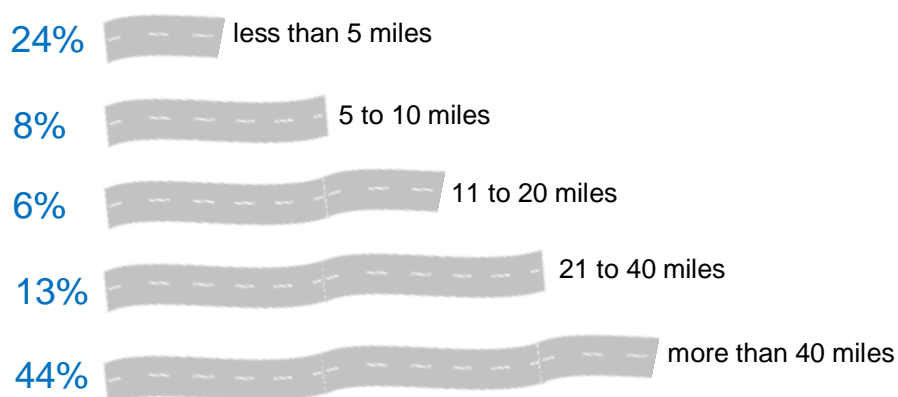 24% less than 5 miles
8% 5 to 10 miles
6% 11 to 20 miles
13% 21 to 40 miles
44% more than 40 miles